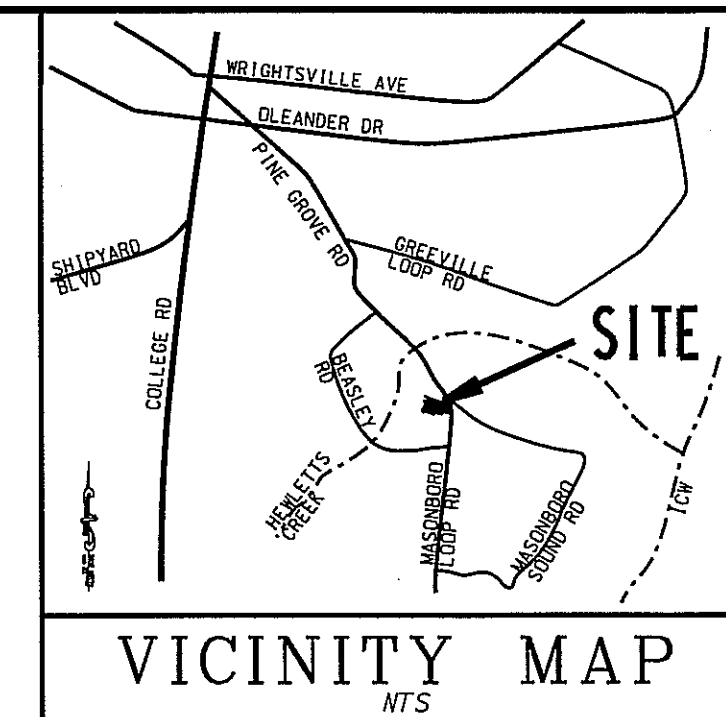 WRIGHTSVILLE AVE
OLEANDER DR
PINE GROVE RD
SHIPYARD
BLVD
GREEVILLE
LOOP RD
COLLEGE RD
SITE
BEASLEY
RD
HEWLETTS
CREEK
MASONBORO
LOOP RD
MASONBORO
SOUND RD
ICW
VICINITY MAP
NTS